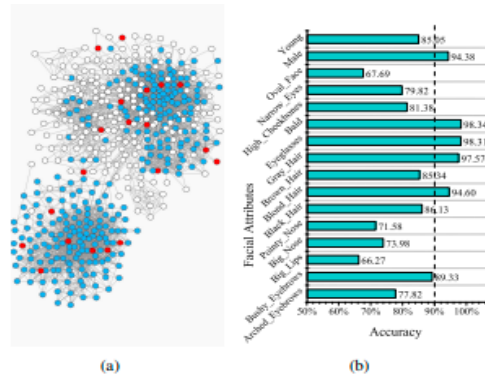 Young
85.95
Male
94.38
Oval_Face
67.69
Narrow_Eyes
79.82
High_Cheekbones
81.38
Bald
98.34
Eyeglasses
98.31
Gray_Hair
97.57
Brown_Hair
85.34
Blond_Hair
94.60
Black_Hair
86.13
Pointy_Nose
71.58
Big_Nose
73.98
Big_Lips
66.27
Bushy_Eyebrows
89.33
Arched_Eyebrows
77.82
Facial Attributes
50% 60% 70% 80% 90% 100%
Accuracy
(a) (b)